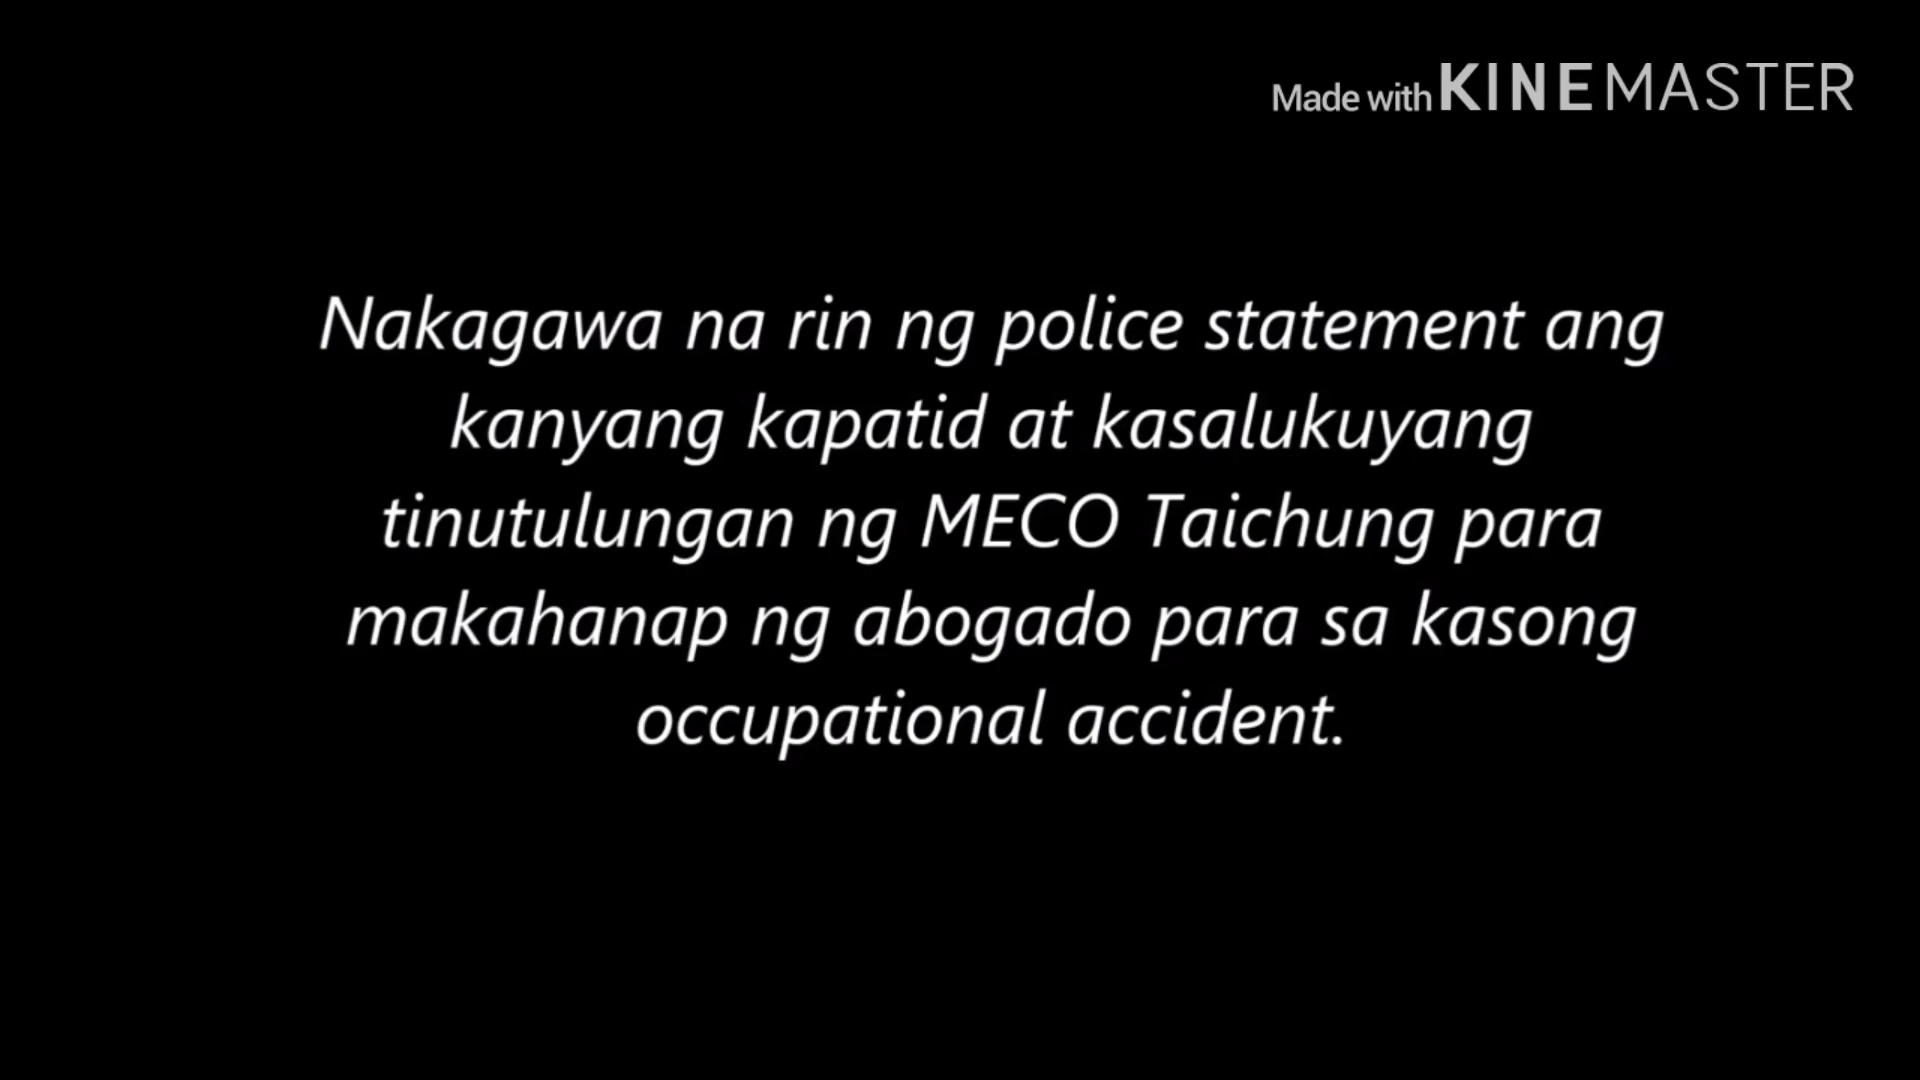 Made with KINEMASTER
Nakagawa na rin ng police statement ang
kanyang kapatid at kasalukuyang
tinutulungan ng MECO Taichung para
makahanap ng abogado para sa kasong
occupational accident.